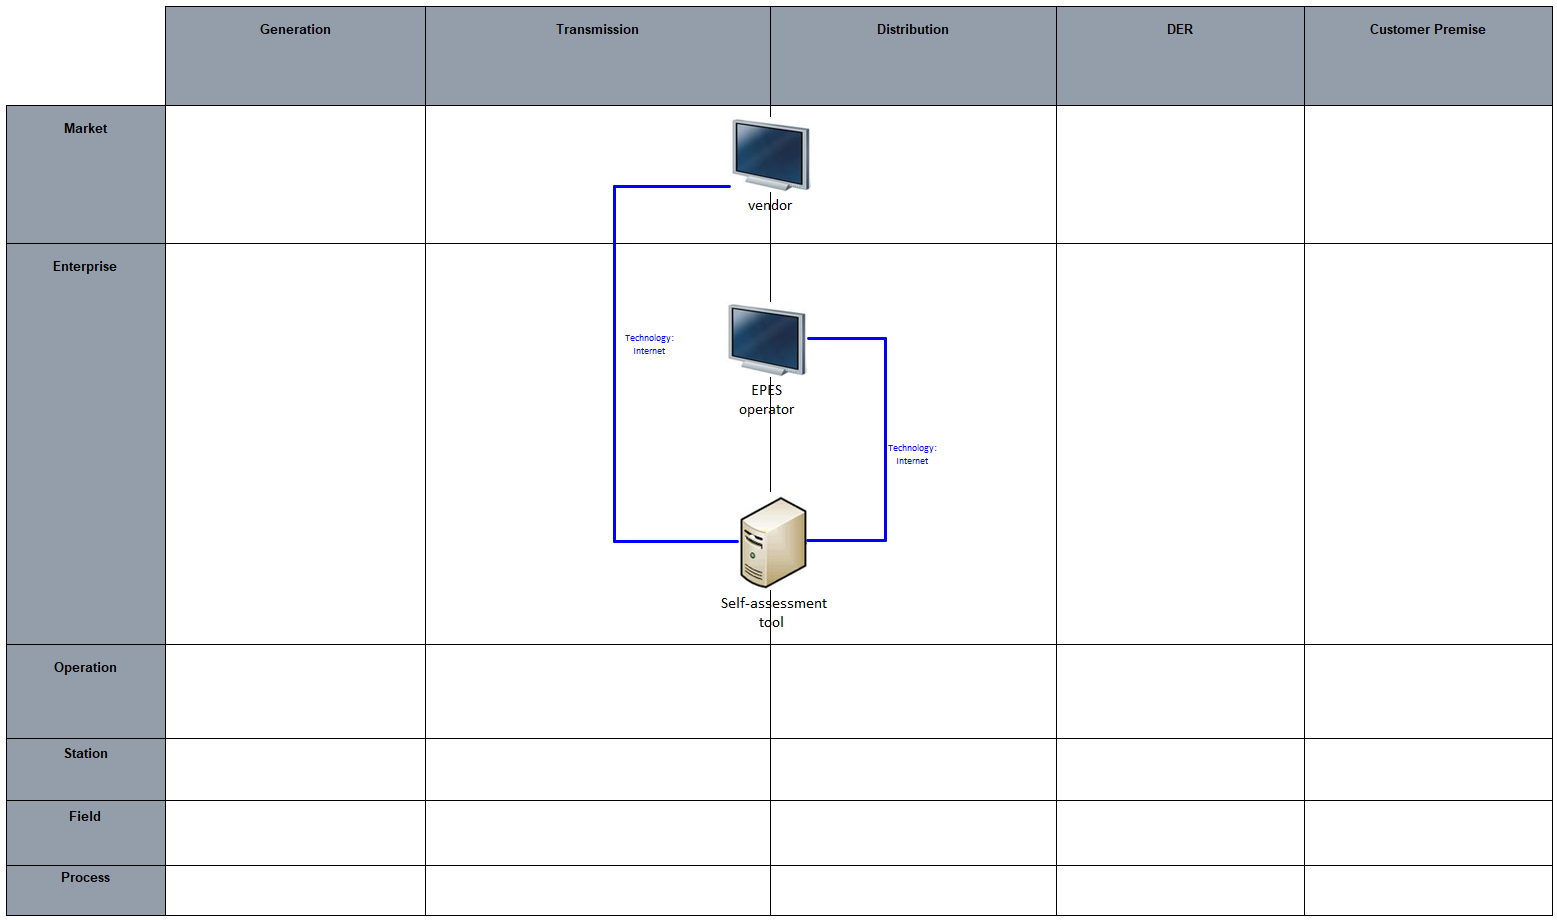 Generation
Transmission
Distribution
DER
Customer Premise
Market
vendor
Enterprise
Technology:
Internet
EPES
operator
Technology:
Internet
Self-assessment
tool
Operation
Station
Field
Process